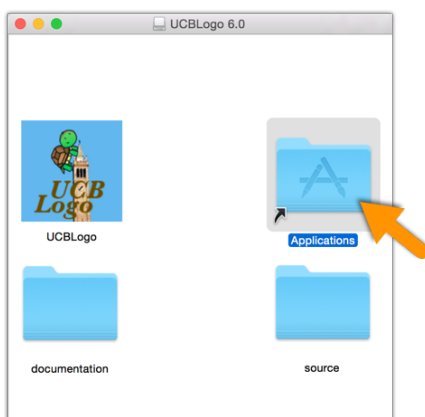 UCBLogo 6.0
UCB
Logo
UCBLogo
Applications
documentation
source